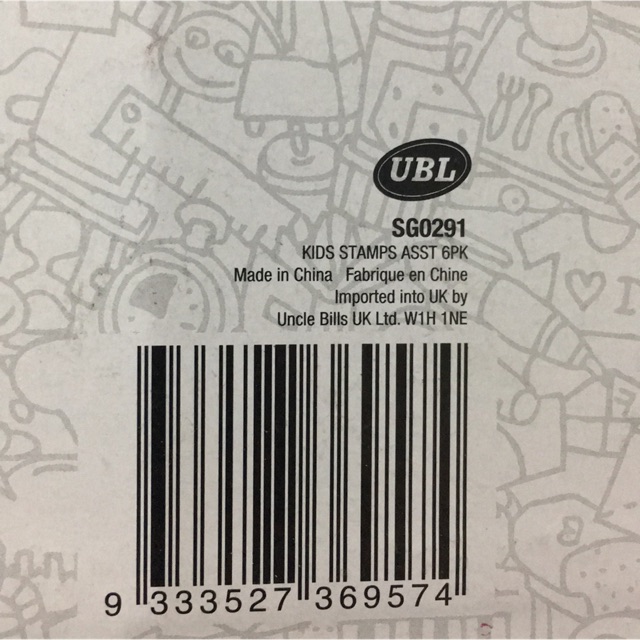 UBL
SG0291
KIDS STAMPS ASST 6PK
Made in China Fabrique en Chine
Imported into UK by
Uncle Bills UK Ltd. W1H 1NE
9 333527 369574